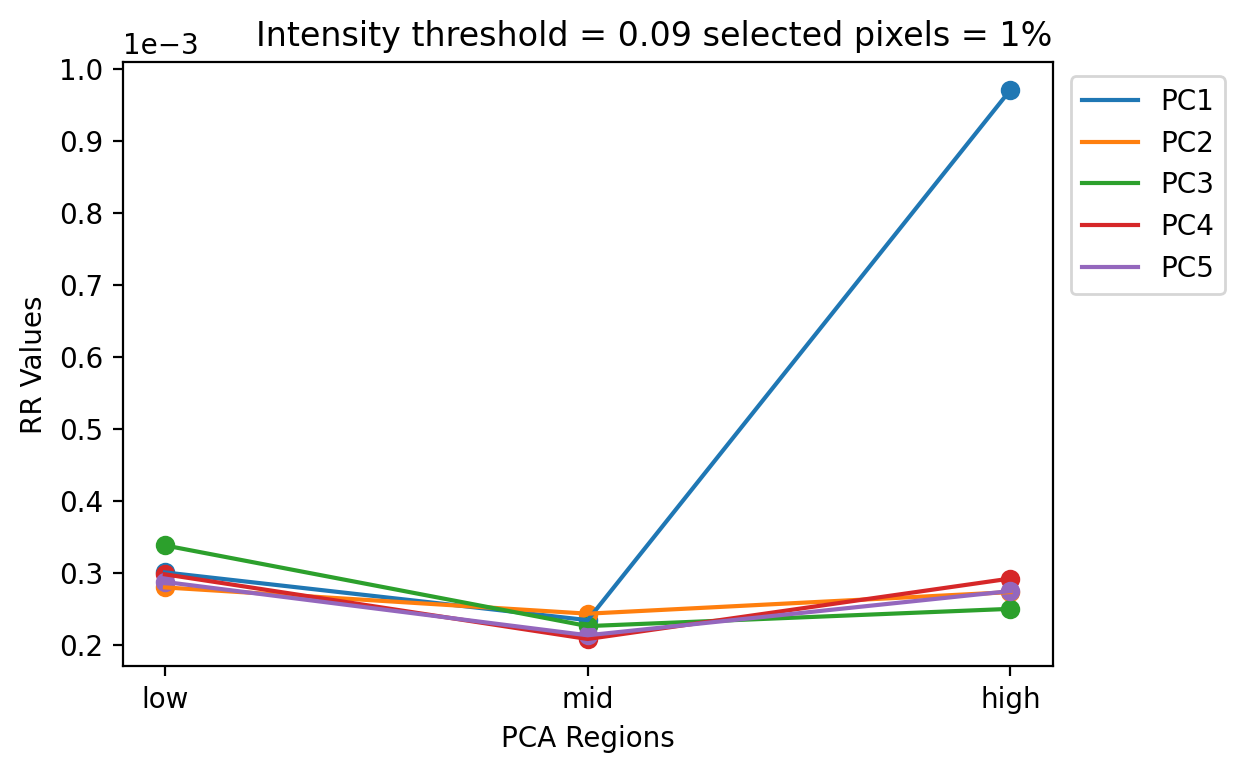 Intensity threshold = 0.09 selected pixels = 1%
1e−3
1.0
0.9
0.8
0.7
0.6
0.5
0.4
0.3
0.2
RR Values
low mid high
PCA Regions
PC1
PC2
PC3
PC4
PC5